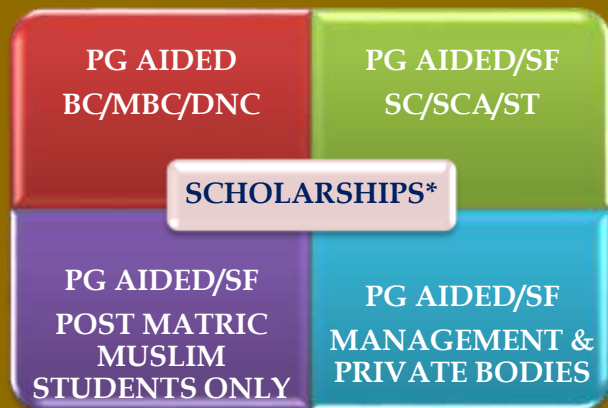 PG AIDED
BC/MBC/DNC
PG AIDED/SF
SC/SCA/ST
SCHOLARSHIPS*
PG AIDED/SF
POST MATRIC
MUSLIM
STUDENTS ONLY
PG AIDED/SF
MANAGEMENT &
PRIVATE BODIES